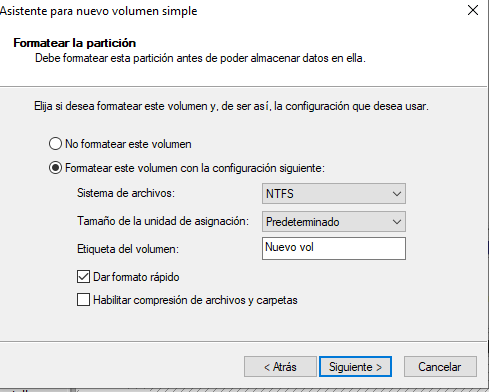 Asistente para nuevo volumen simple
Formatear la partición
Debe formatear esta partición antes de poder almacenar datos en ella.
Elija si desea formatear este volumen y, de ser así, la configuración que desea usar.
No formatear este volumen
Formatear este volumen con la configuración siguiente:
Sistema de archivos: NTFS
Tamaño de la unidad de asignación: Predeterminado
Etiqueta del volumen: Nuevo vol
Dar formato rápido
Habilitar compresión de archivos y carpetas
< Atrás Siguiente > Cancelar